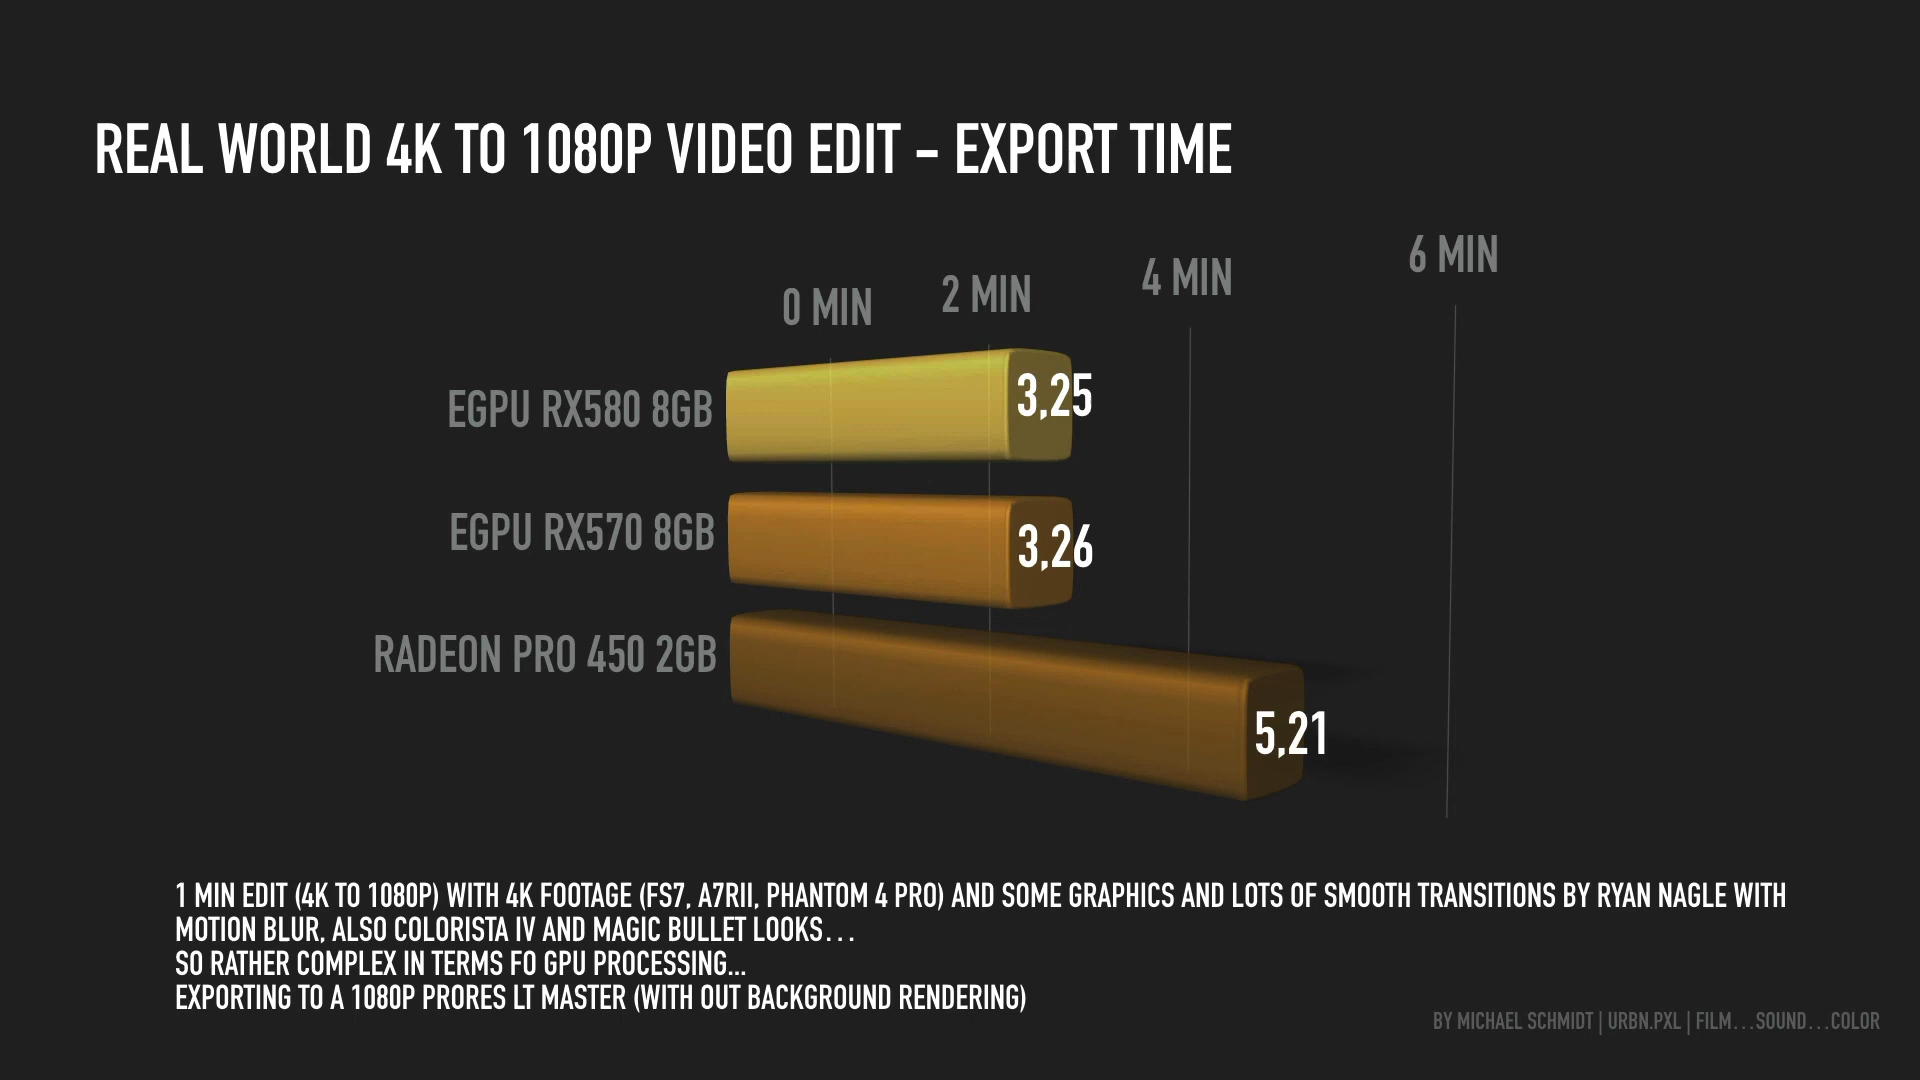 REAL WORLD 4K TO 1080P VIDEO EDIT – EXPORT TIME
0 MIN
2 MIN
4 MIN
6 MIN
EGPU RX580 8GB
3,25
EGPU RX570 8GB
3,26
RADEON PRO 450 2GB
5,21
1 MIN EDIT (4K TO 1080P) WITH 4K FOOTAGE (FS7, A7RII, PHANTOM 4 PRO) AND SOME GRAPHICS AND LOTS OF SMOOTH TRANSITIONS BY RYAN NAGLE WITH
MOTION BLUR, ALSO COLORISTA IV AND MAGIC BULLET LOOKS...
SO RATHER COMPLEX IN TERMS FO GPU PROCESSING...
EXPORTING TO A 1080P PRORES LT MASTER (WITH OUT BACKGROUND RENDERING)
BY MICHAEL SCHMIDT | URBN.PXL | FILM...SOUND...COLOR